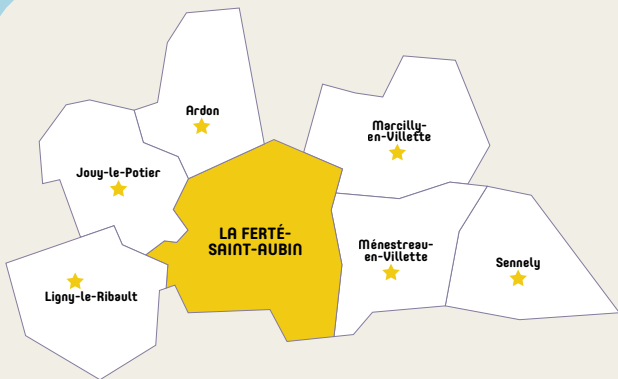 Ardon
Marcilly-
en-Villette
Jouy-le-Potier
LA FERTÉ-
SAINT-AUBIN
Ménestreau-
en-Villette
Sennely
Ligny-le-Ribault